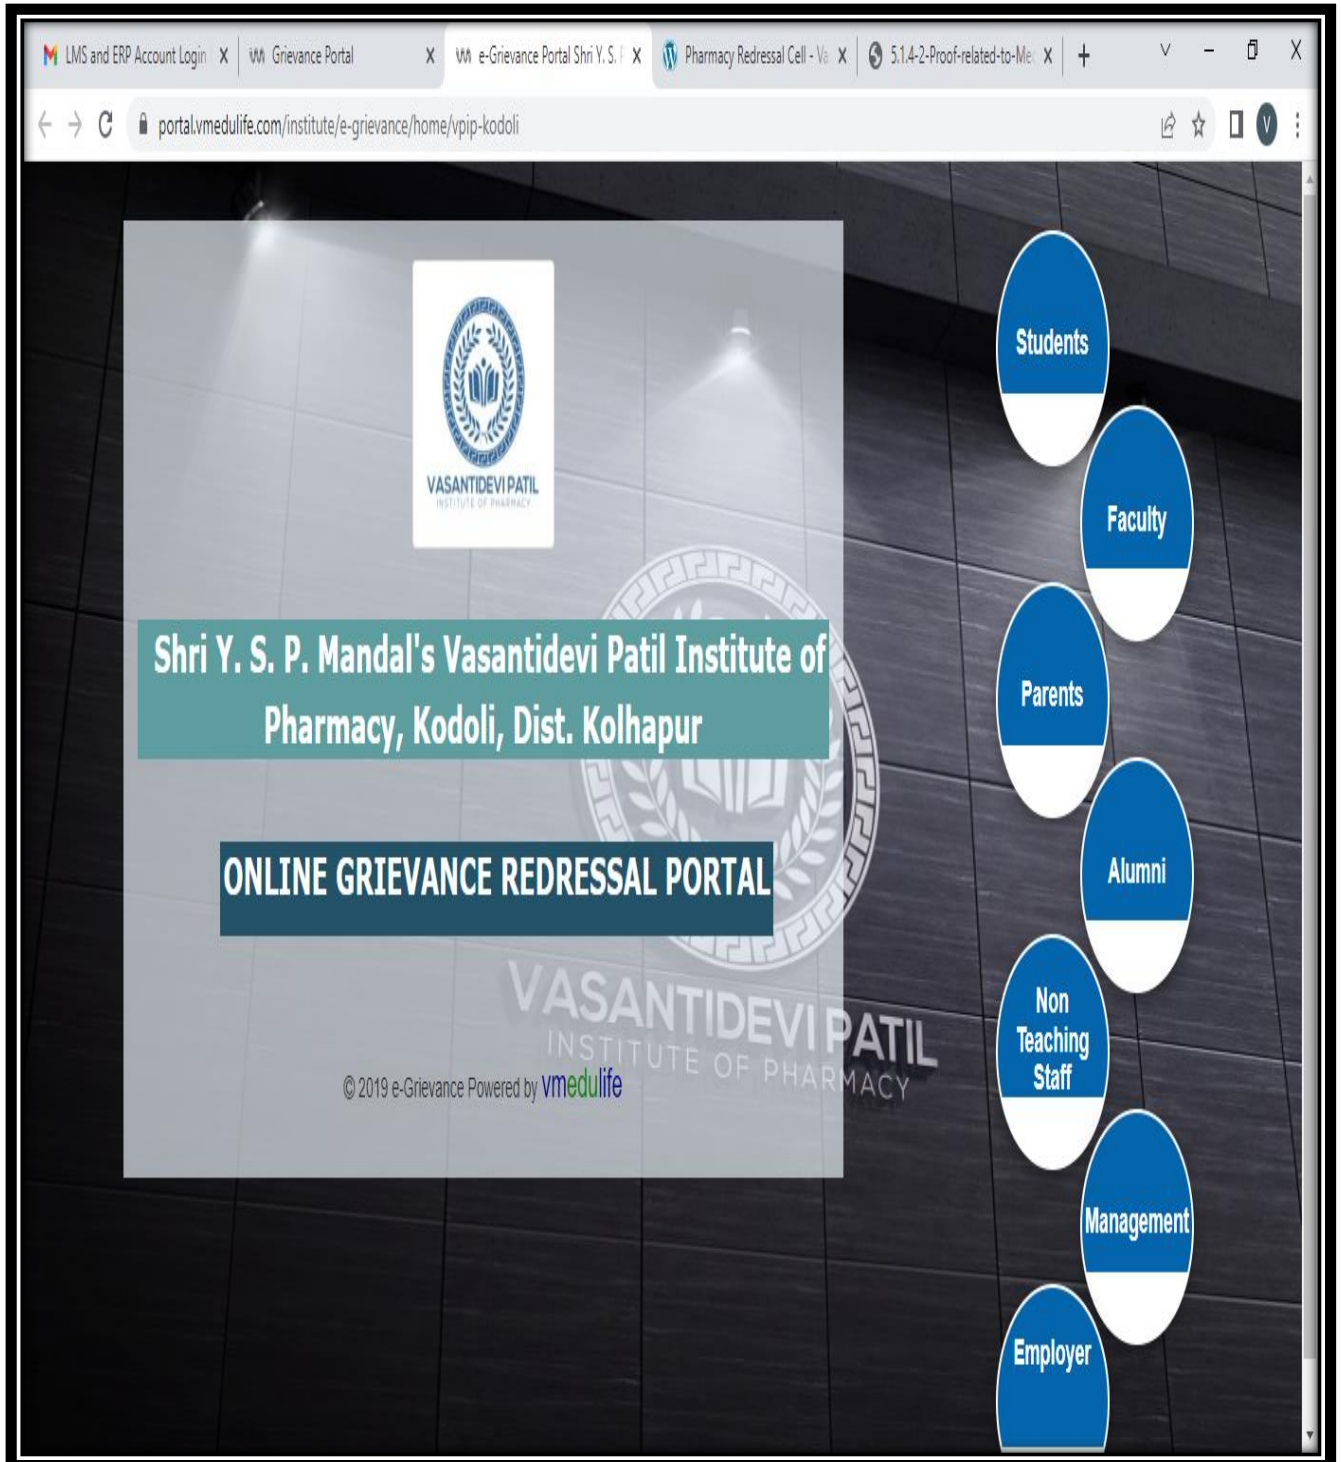 LMS and ERP Account Login
Grievance Portal
e-Grievance Portal Shri Y. S. P
Pharmacy Redressal Cell - Va
5.1.4-2-Proof-related-to-Mec
portal.vmedulife.com/institute/e-grievance/home/vpip-kodoli
V
VASANTIDEVI PATIL
INSTITUTE OF PHARMACY
Shri Y. S. P. Mandal's Vasantidevi Patil Institute of
Pharmacy, Kodoli, Dist. Kolhapur
ONLINE GRIEVANCE REDRESSAL PORTAL
VASANTIDEVI PATIL
INSTITUTE OF PHARMACY
© 2019 e-Grievance Powered by vmedulife
Students
Faculty
Parents
Alumni
Non
Teaching
Staff
Management
Employer